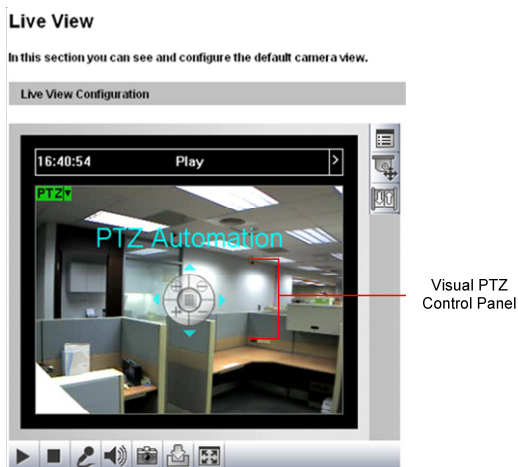 Live View
In this section you can see and configure the default camera view.
Live View Configuration
16:40:54 Play >
PTZ▼
PTZ Automation
Visual PTZ
Control Panel